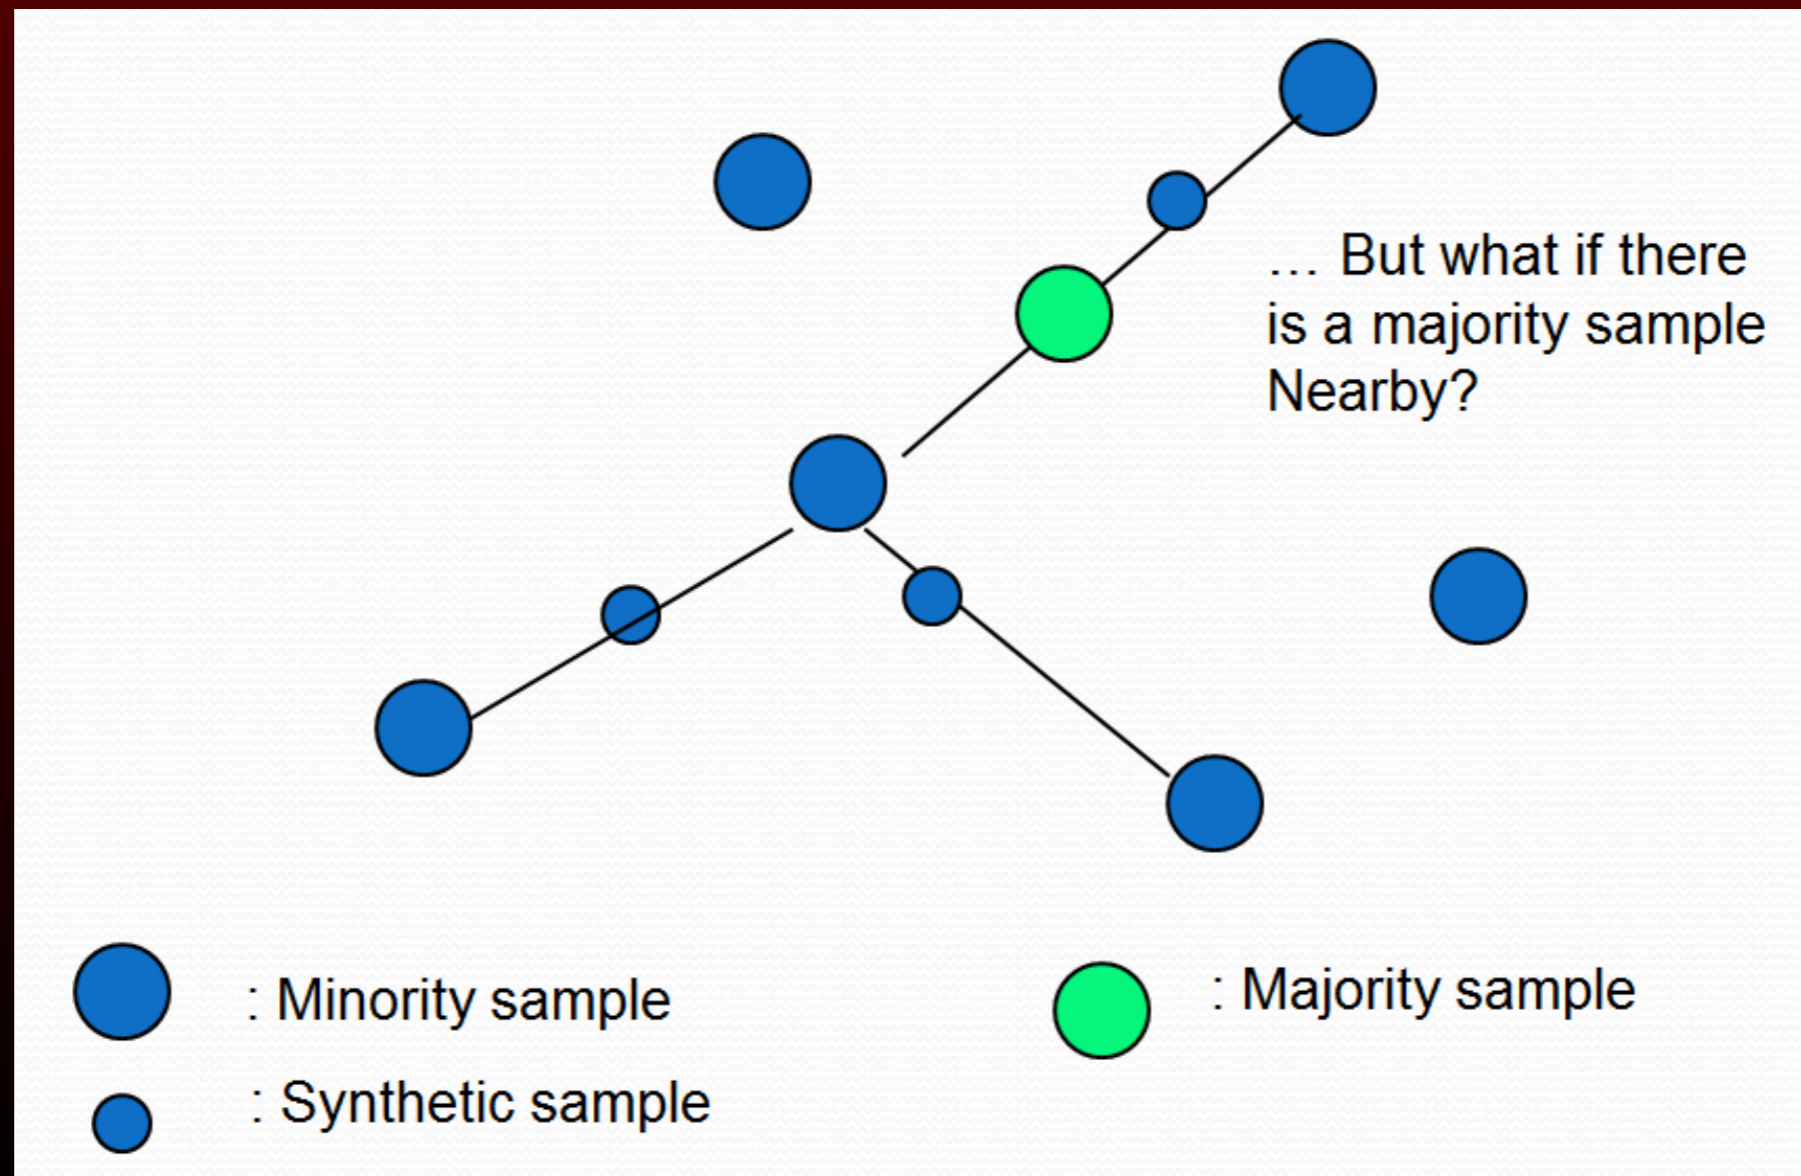 … But what if there
is a majority sample
Nearby?
: Minority sample
: Majority sample
: Synthetic sample